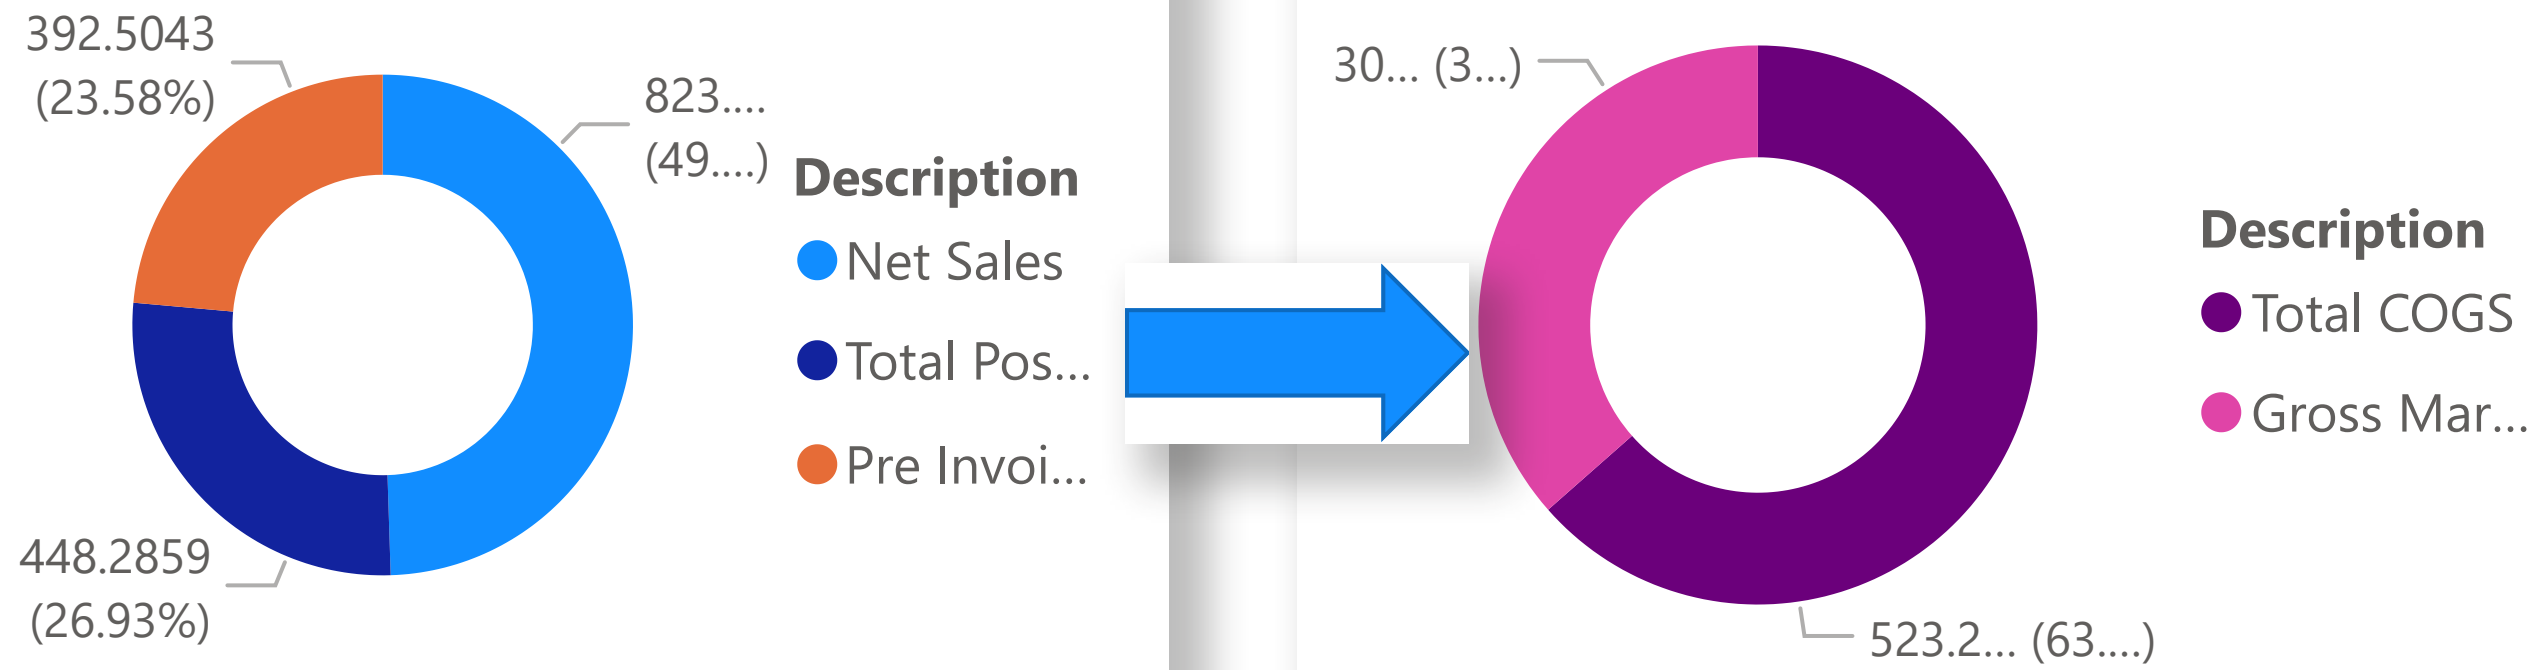 392.5043
(23.58%)
823....
(49....)
Description
Net Sales
Total Pos...
Pre Invoi...
448.2859
(26.93%)
30... (3...)
Description
Total COGS
Gross Mar...
523.2... (63....)